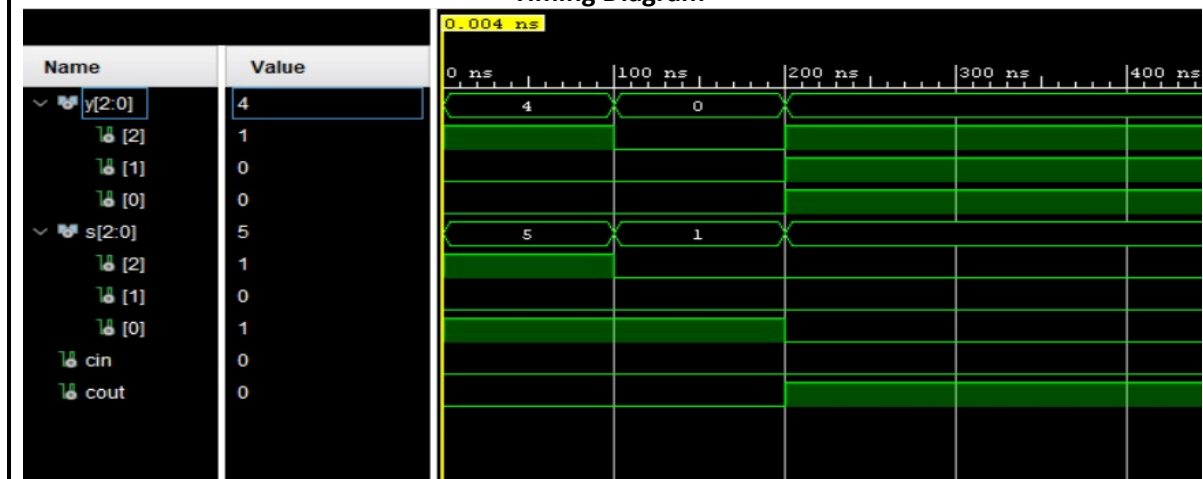 Timing Diagram
0.004 ns
Name Value 0 ns 100 ns 200 ns 300 ns 400 ns
y[2:0] 4 4 0
[2] 1
[1] 0
[0] 0
s[2:0] 5 5 1
[2] 1
[1] 0
[0] 1
cin 0
cout 0